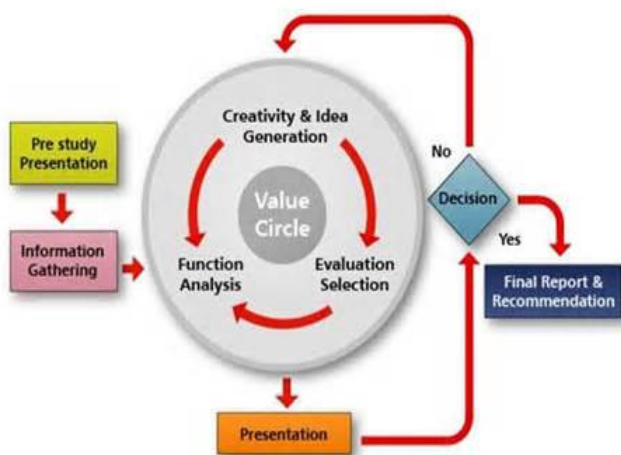 Pre study
Presentation
Information
Gathering
Creativity & Idea
Generation
Value
Circle
Function
Analysis
Evaluation
Selection
Presentation
No
Decision
Yes
Final Report &
Recommendation